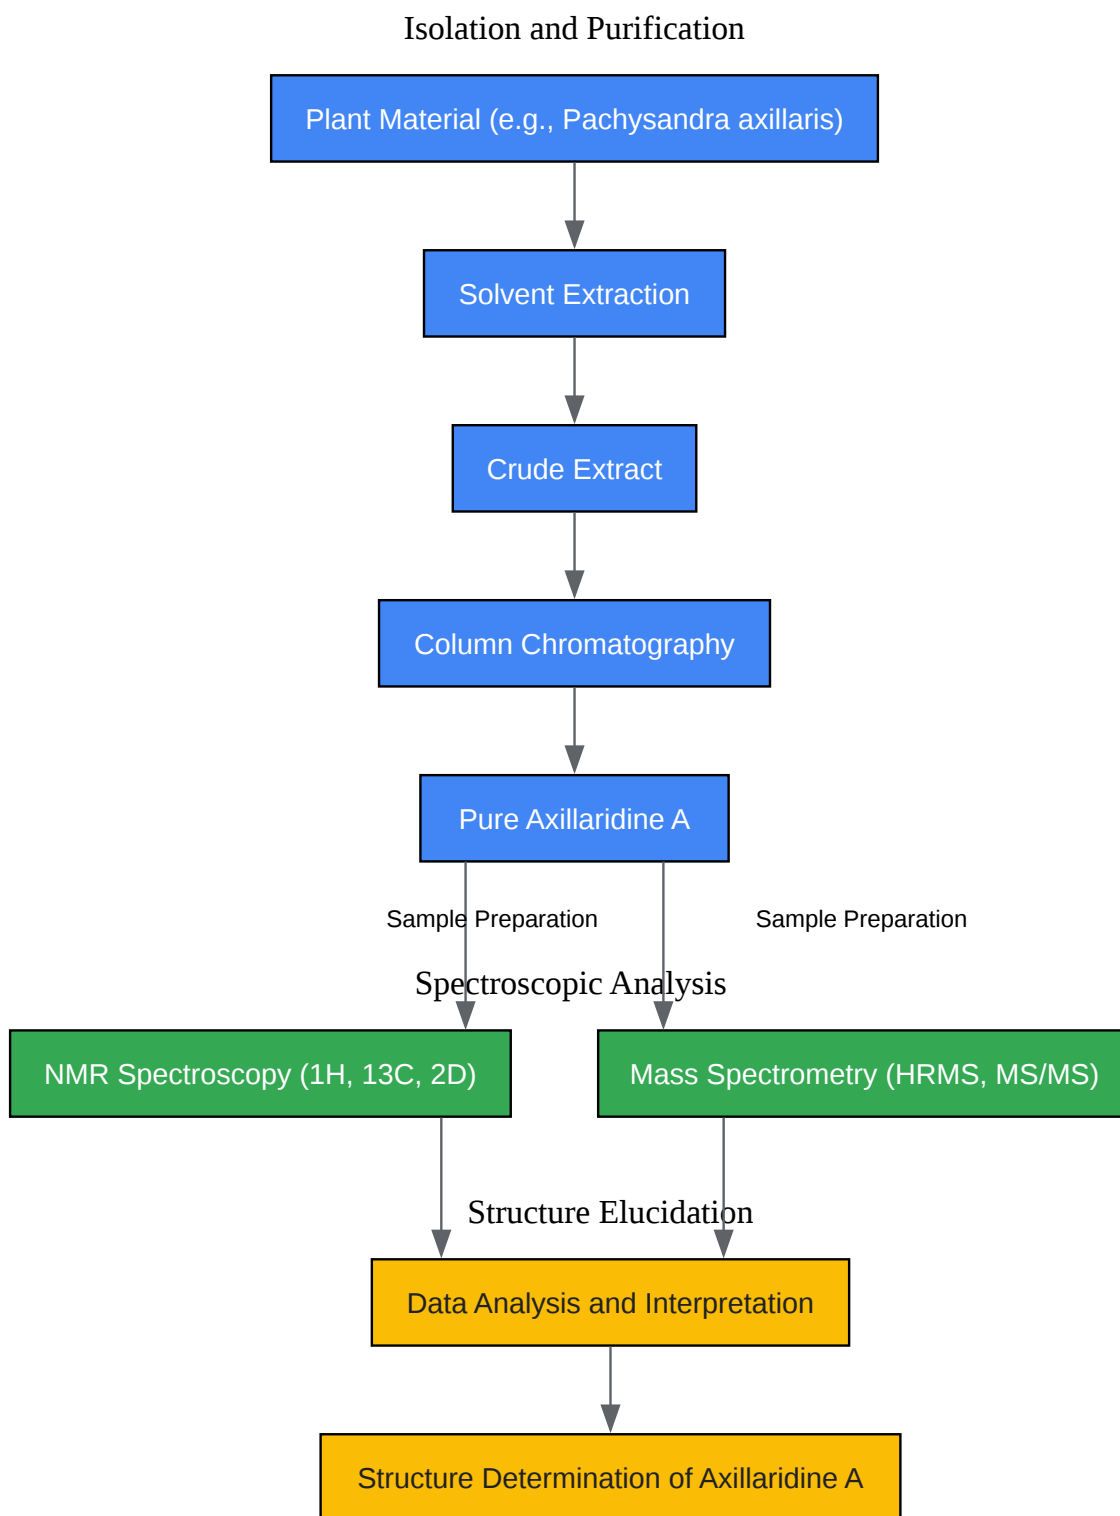 Isolation and Purification
Plant Material (e.g., Pachysandra axillaris)
Solvent Extraction
Crude Extract
Column Chromatography
Pure Axillaridine A
Sample Preparation
Sample Preparation
Spectroscopic Analysis
NMR Spectroscopy (1H, 13C, 2D)
Mass Spectrometry (HRMS, MS/MS)
Structure Elucidation
Data Analysis and Interpretation
Structure Determination of Axillaridine A